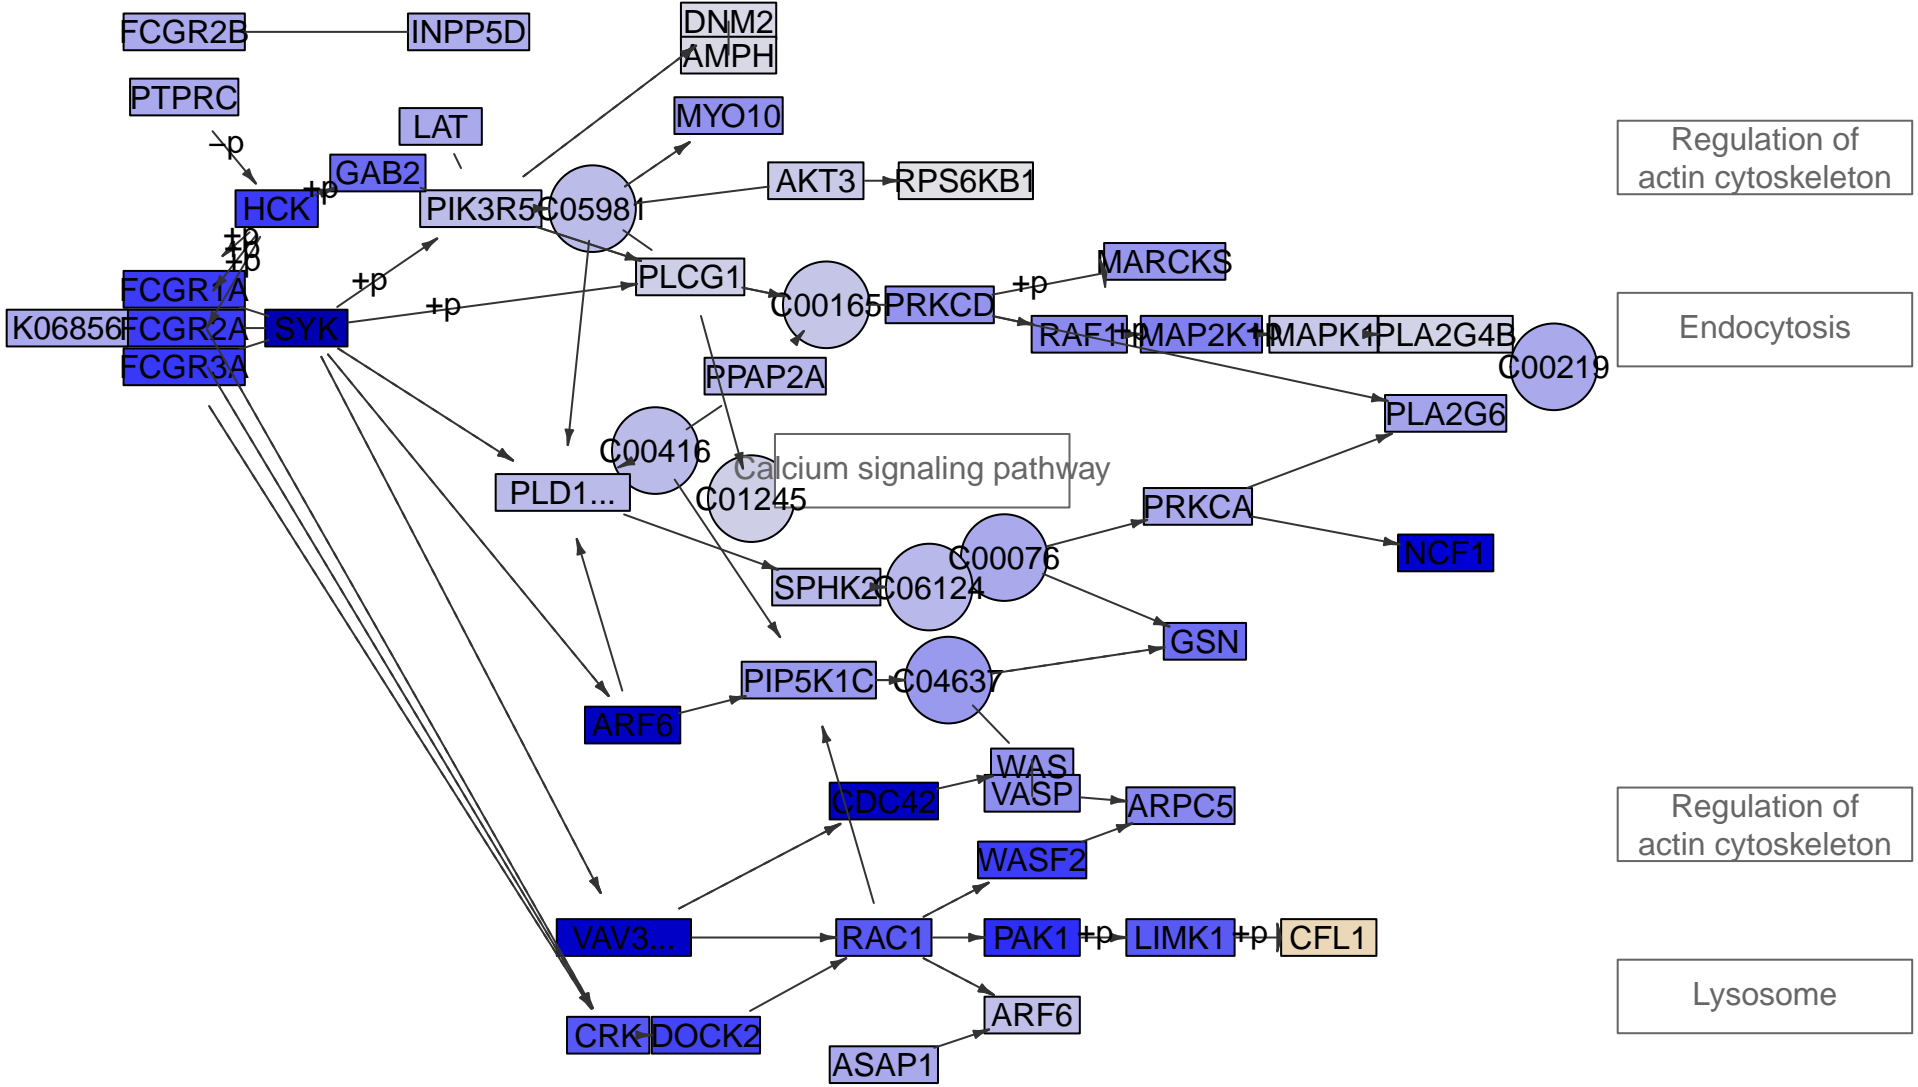 FCGR2B
INPP5D
DNM2
AMPH
PTPRC
LAT
MYO10
−p
GAB2
+p
HCK
PIK3R5
C05981
AKT3
RPS6KB1
Regulation of
actin cytoskeleton
+p
+p
+p
FCGR1A
+p
+p
PLCG1
C00165
PRKCD
+p
MARCKS
K06856
FCGR2A
SYK
FCGR3A
RAF1
+p
MAP2K1
+p
MAPK1
PLA2G4B
C00219
Endocytosis
PPAP2A
PLA2G6
C00416
Calcium signaling pathway
PLD1...
C01245
PRKCA
NCF1
SPHK2
C06124
C00076
GSN
PIP5K1C
C04637
ARF6
WAS
VASP
CDC42
ARPC5
Regulation of
actin cytoskeleton
WASF2
VAV3...
RAC1
PAK1
+p
LIMK1
+p
CFL1
Lysosome
ARF6
CRK
DOCK2
ASAP1